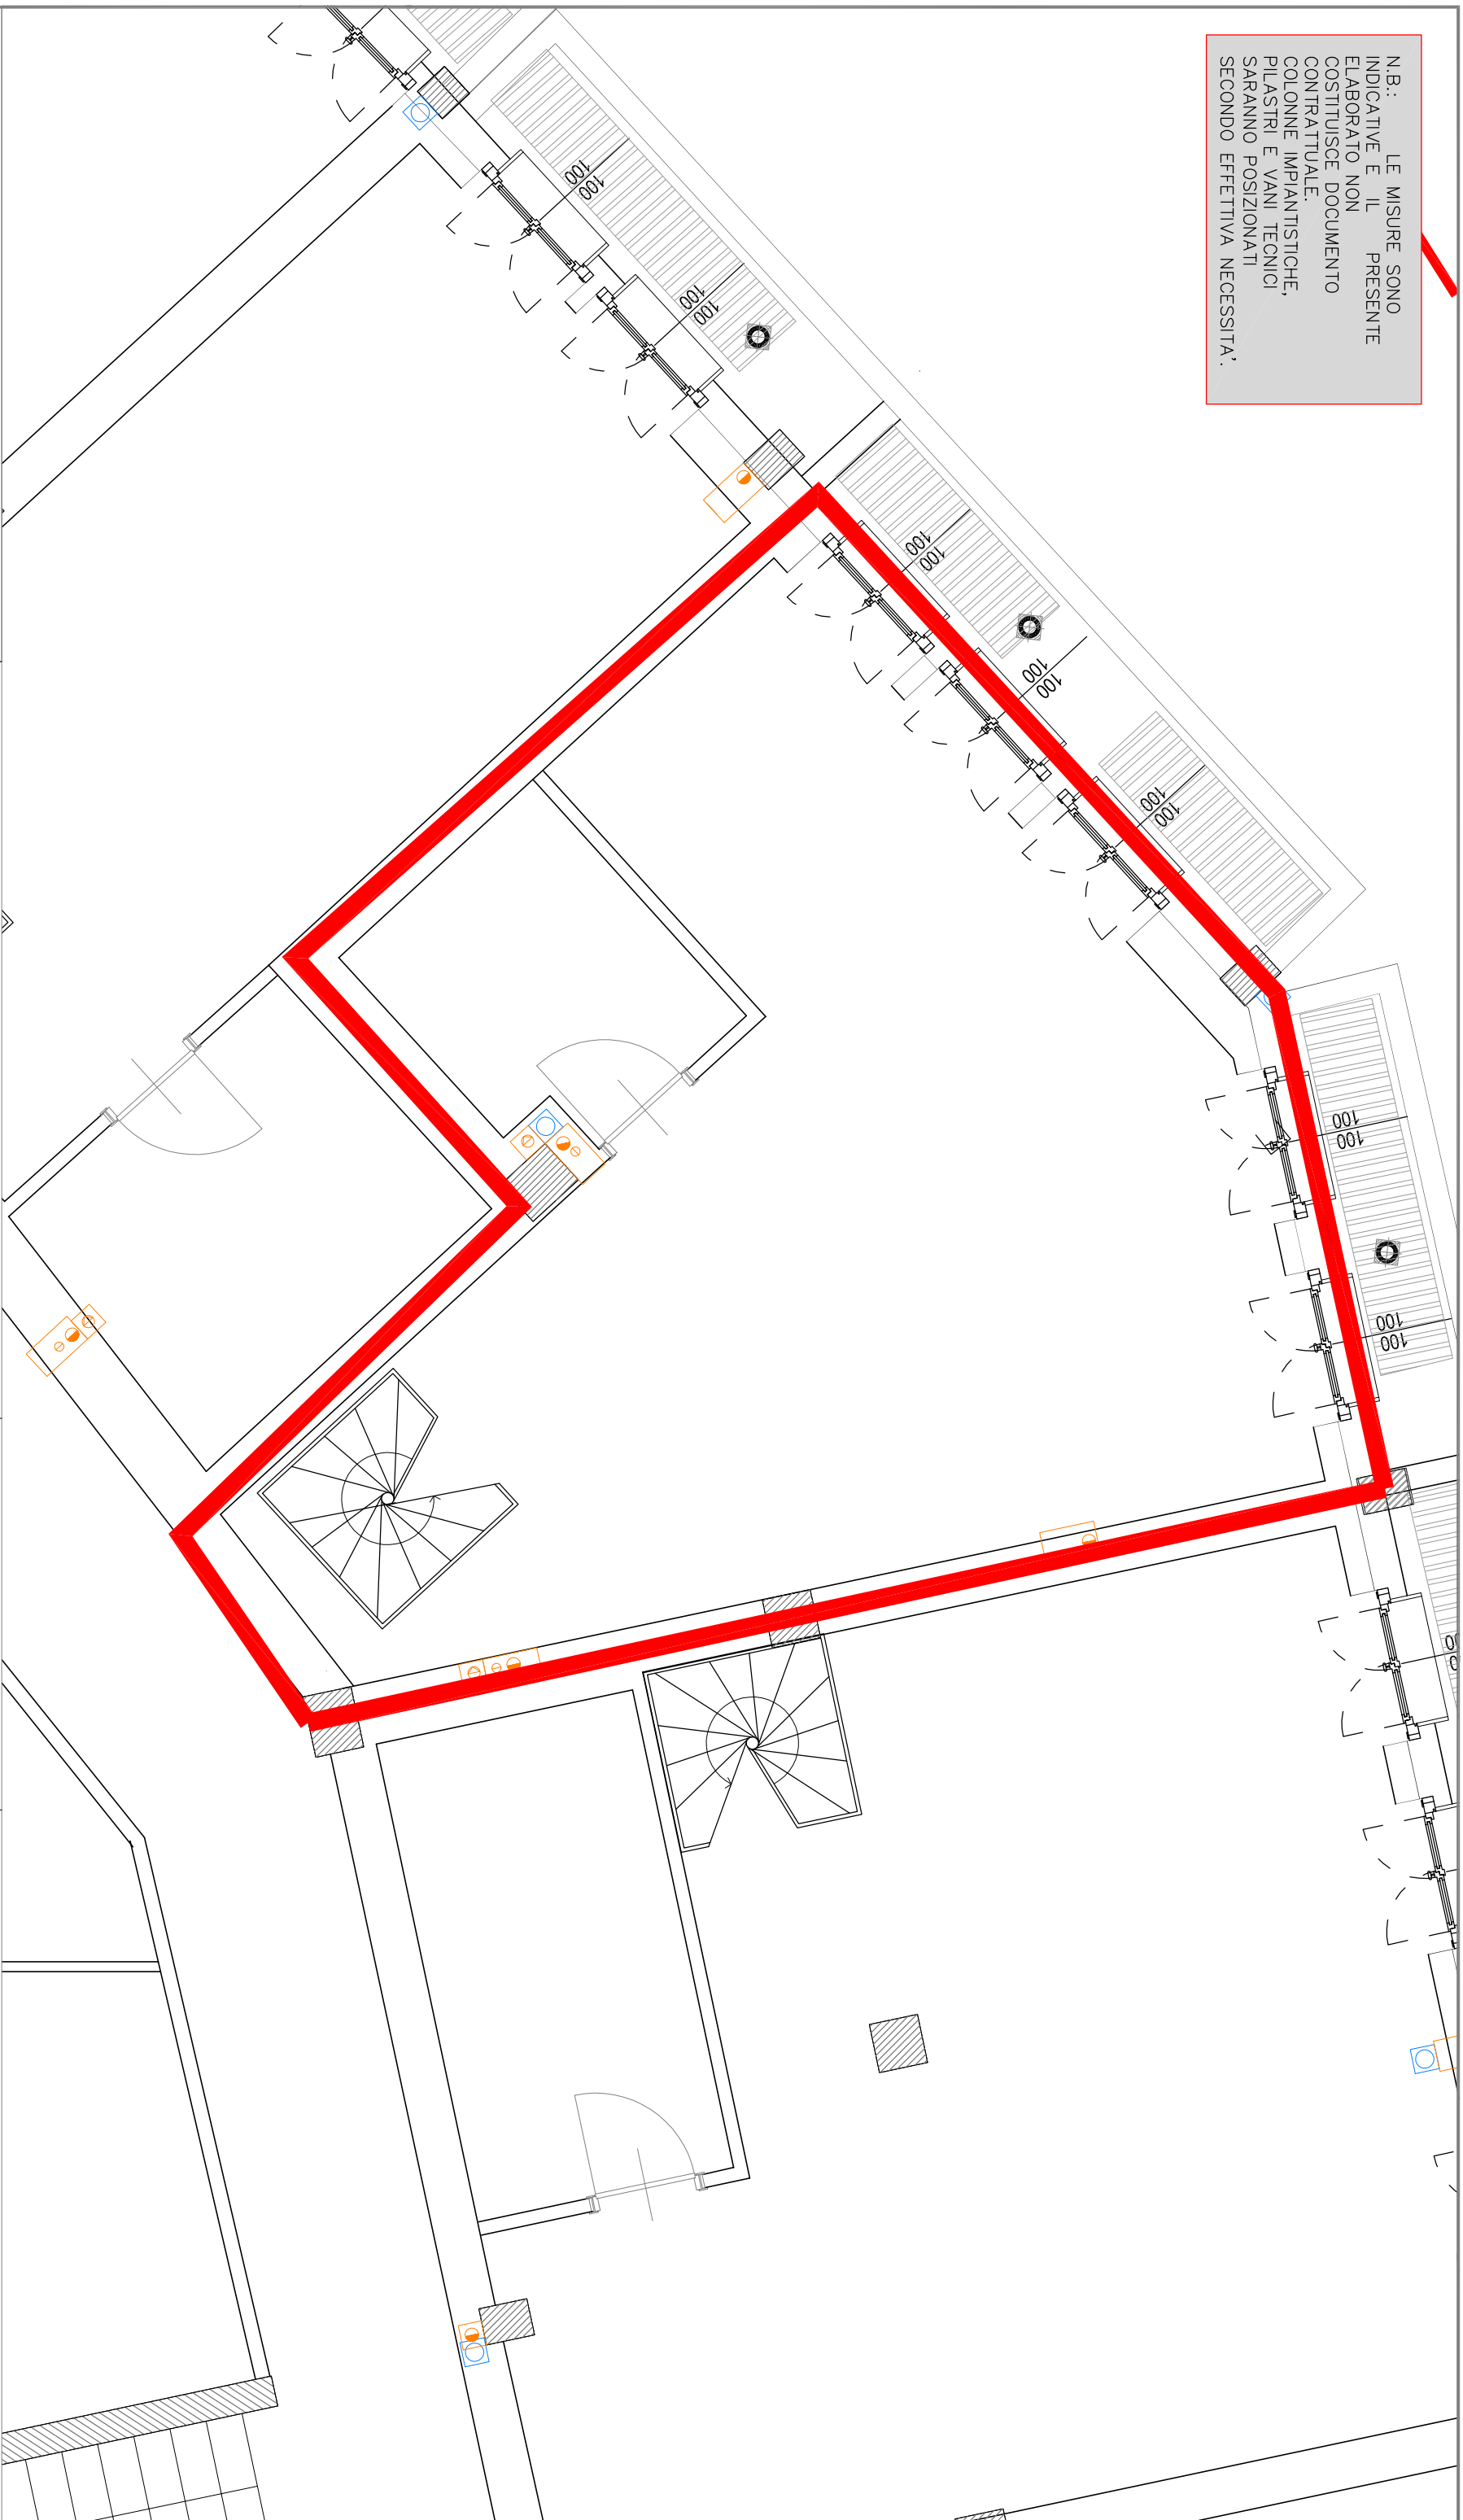 N.B.: LE MISURE SONO
INDICATIVE E IL PRESENTE
ELABORATO NON
COSTITUISCE DOCUMENTO
CONTRATTUALE.
COLONNE IMPIANTISTICHE,
PILASTRI E VANI TECNICI
SARANNO POSIZIONATI
SECONDO EFFETTIVA NECESSITA'.
100
100
100
100
100
100
100
100
100
100
100
100
100
100